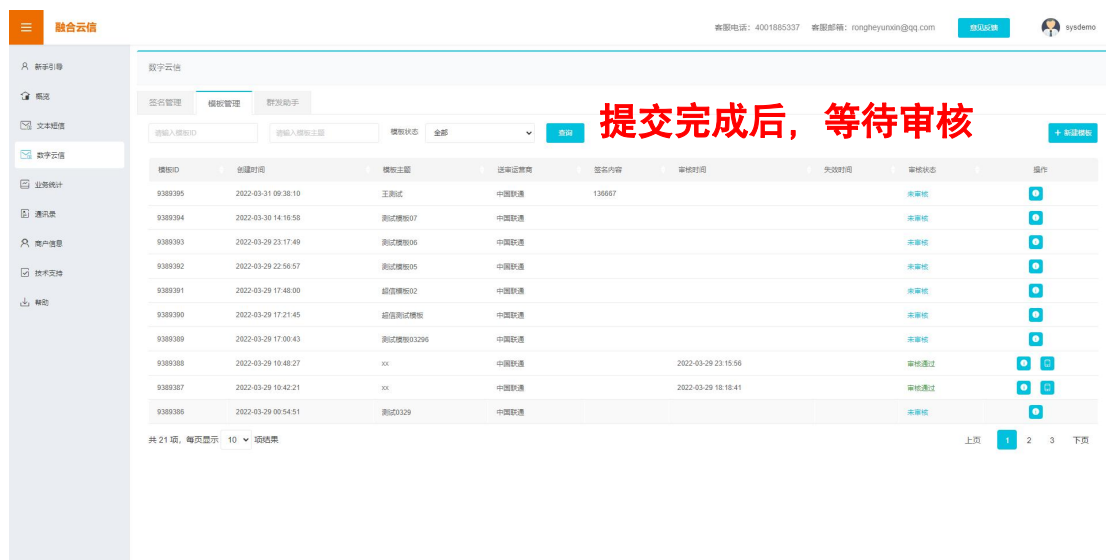 融合云信
客服电话：4001885337 客服邮箱：rongheyunxin@qq.com 意见反馈 sysdemo
新手引导
概览
文本短信
数字云信
业务统计
通讯录
商户信息
技术支持
帮助
数字云信
签名管理 模板管理 群发助手
提交完成后，等待审核
请输入模板ID 请输入模板主题 模板状态 全部 查询 + 新建模板
模板ID 创建时间 模板主题 送审运营商 签名内容 审核时间 失效时间 审核状态 操作
9389395 2022-03-31 09:38:10 王测试 中国联通 136667 未审核
9389394 2022-03-30 14:16:58 测试模板07 中国联通 未审核
9389393 2022-03-29 23:17:49 测试模板06 中国联通 未审核
9389392 2022-03-29 22:56:57 测试模板05 中国联通 未审核
9389391 2022-03-29 17:48:00 超信模板02 中国联通 未审核
9389390 2022-03-29 17:21:45 超信测试模板 中国联通 未审核
9389389 2022-03-29 17:00:43 测试模板03296 中国联通 未审核
9389388 2022-03-29 10:48:27 xx 中国联通 2022-03-29 23:15:56 审核通过
9389387 2022-03-29 10:42:21 xx 中国联通 2022-03-29 18:18:41 审核通过
9389386 2022-03-29 00:54:51 测试0329 中国联通 未审核
共 21 项，每页显示 10 项结果 上页 1 2 3 下页